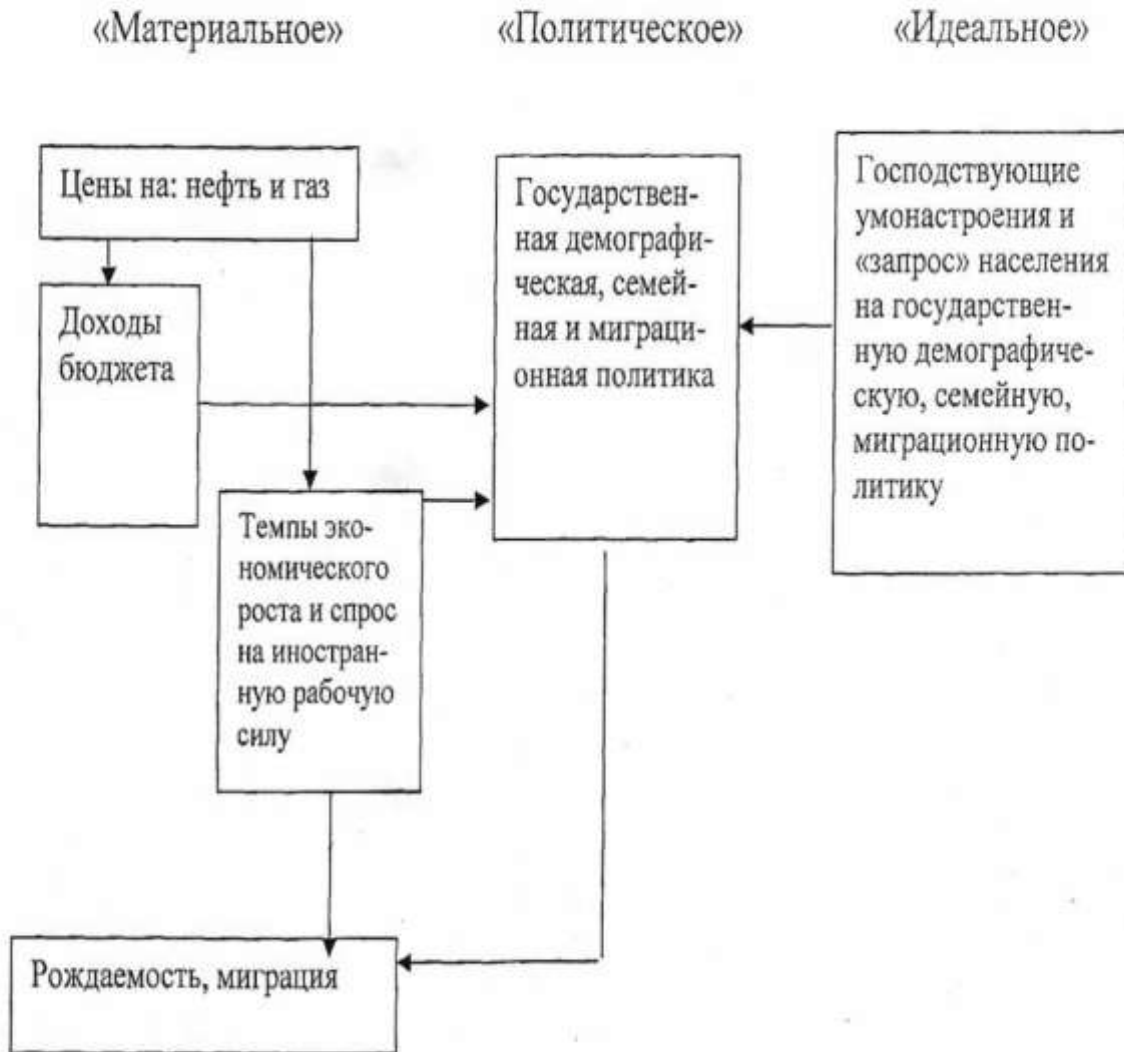 «Материальное» «Политическое» «Идеальное»
Цены на: нефть и газ
Доходы
бюджета
Темпы эко-
номического
роста и спрос
на иностран-
ную рабочую
силу
Рождаемость, миграция
Государствен-
ная демографи-
ческая, семей-
ная и миграци-
онная политика
Господствующие
умонастроения и
«запрос» населения
на государствен-
ную демографиче-
скую, семейную,
миграционную по-
литику